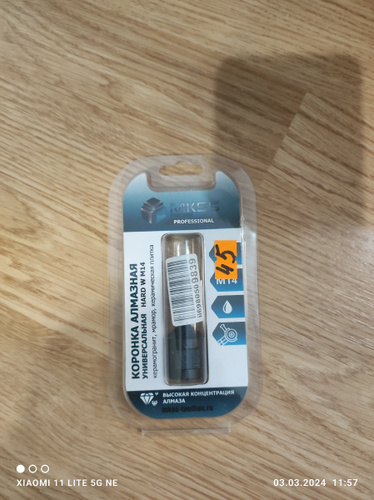 PROFESSIONAL
КОРОНКА АЛМАЗНАЯ
УНИВЕРСАЛЬНАЯ HARD W M14
керамогранит, мрамор, керамическая плитка
45
M14
9839
ВЫСОКАЯ КОНЦЕНТРАЦИЯ
АЛМАЗА
XIAOMI 11 LITE 5G NE
03.03.2024 11:57